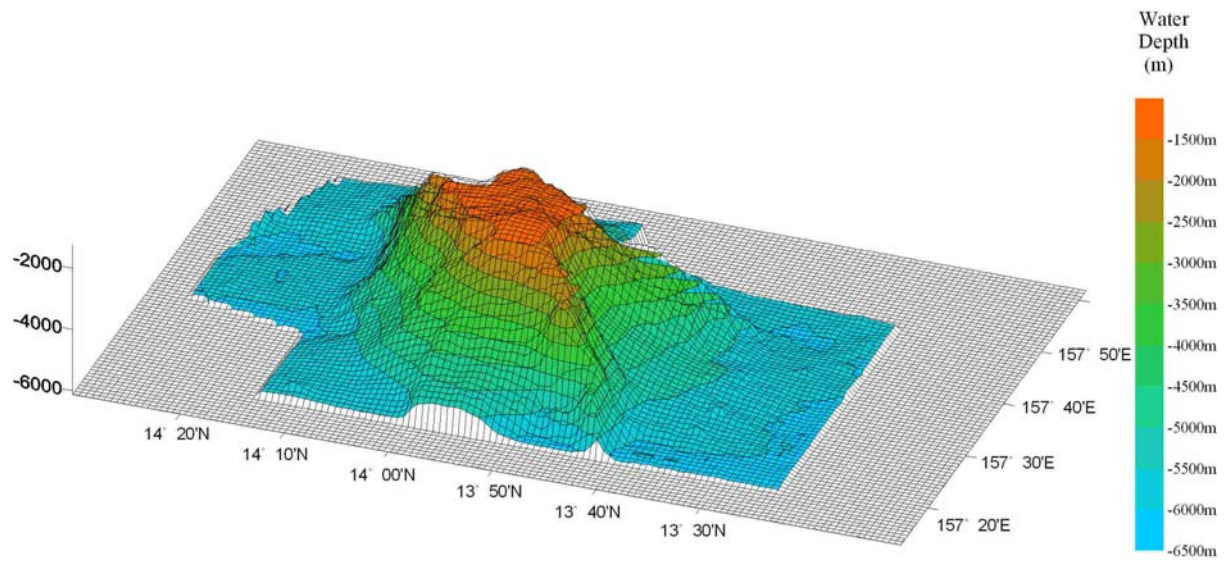 Water
Depth
(m)
-1500m
-2000m
-2500m
-3000m
-3500m
-4000m
-4500m
-5000m
-5500m
-6000m
-6500m
-2000
-4000
-6000
14° 20'N
14° 10'N
14° 00'N
13° 50'N
13° 40'N
13° 30'N
157° 50'E
157° 40'E
157° 30'E
157° 20'E